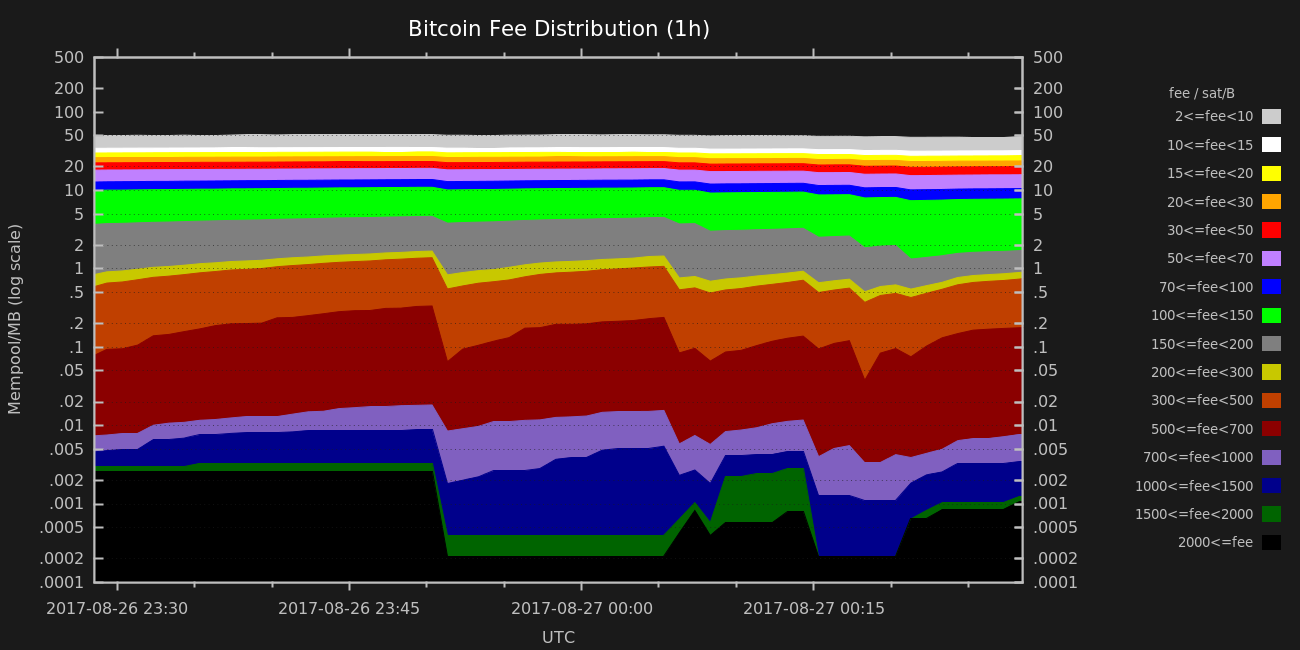 Bitcoin Fee Distribution (1h)
Mempool/MB (log scale)
500
200
100
50
20
10
5
2
1
.5
.2
.1
.05
.02
.01
.005
.002
.001
.0005
.0002
.0001
500
200
100
50
20
10
5
2
1
.5
.2
.1
.05
.02
.01
.005
.002
.001
.0005
.0002
.0001
fee / sat/B
2<=fee<10
10<=fee<15
15<=fee<20
20<=fee<30
30<=fee<50
50<=fee<70
70<=fee<100
100<=fee<150
150<=fee<200
200<=fee<300
300<=fee<500
500<=fee<700
700<=fee<1000
1000<=fee<1500
1500<=fee<2000
2000<=fee
2017-08-26 23:30 2017-08-26 23:45 2017-08-27 00:00 2017-08-27 00:15
UTC